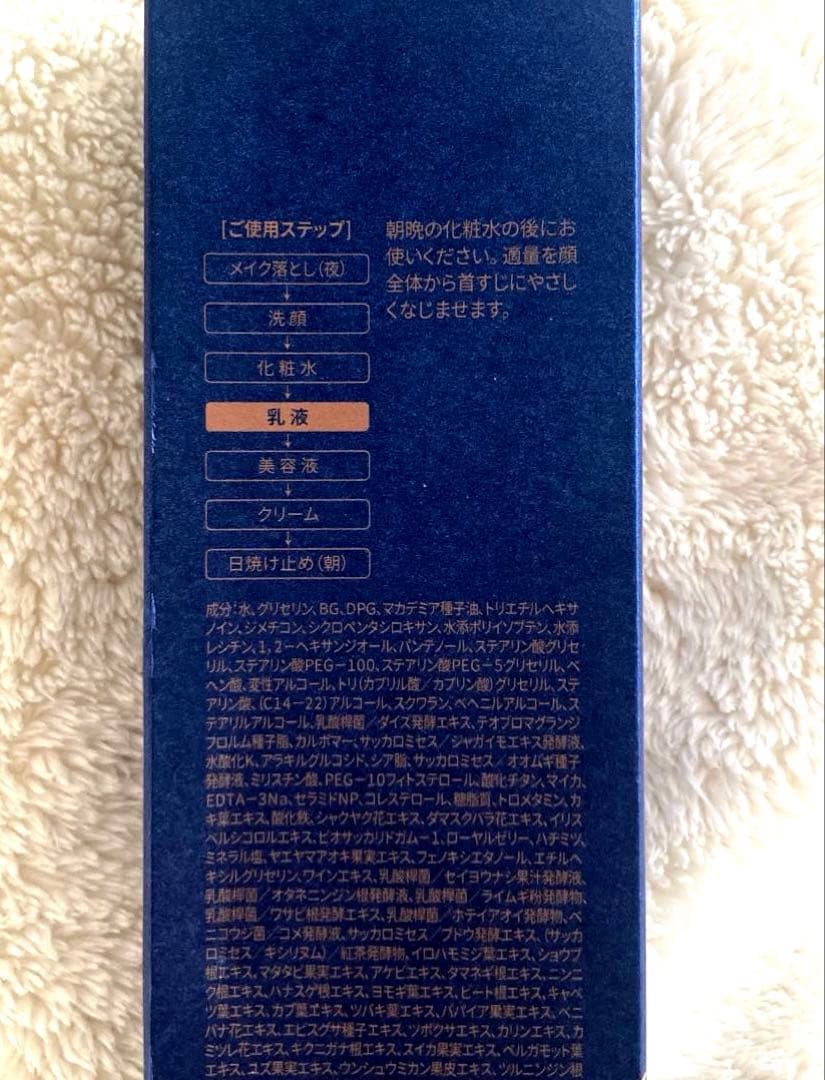 [ご使用ステップ]
メイク落とし(夜)
↓
洗顔
↓
化粧水
↓
乳液
↓
美容液
↓
クリーム
↓
日焼け止め(朝)
朝晩の化粧水の後にお
使いください。適量を顔
全体から首すじにやさし
くなじませます。
成分:水、グリセリン、BG、DPG、マカデミア種子油、トリエチルヘキサ
ノイン、ジメチコン、シクロペンタシロキサン、水添ポリイソブテン、水添
レシチン、1,2-ヘキサンジオール、パンテノール、ステアリン酸グリセ
リル、ステアリン酸PEG-100、ステアリン酸PEG-5グリセリル、ベ
ヘン酸、変性アルコール、トリ(カプリル酸/カプリン酸)グリセリル、ステ
アリン酸、(C14-22)アルコール、スクワラン、ベヘニルアルコール、ス
テアリルアルコール、乳酸桿菌/ダイズ発酵エキス、テオブロマグランジ
フロルム種子脂、カルボマー、サッカロミセス/ジャガイモエキス発酵液、
水酸化K、アラキルグルコシド、シア脂、サッカロミセス/オオムギ種子
発酵液、ミリスチン酸、PEG-10フィトステロール、酸化チタン、マイカ、
EDTA-3Na、セラミドNP、コレステロール、糖脂質、トロメタミン、カ
キ葉エキス、酸化鉄、シャクヤク花エキス、ダマスクバラ花エキス、イリス
ベルシコロルエキス、ビオサッカリドガム-1、ローヤルゼリー、ハチミツ、
ミネラル塩、ヤエヤマアオキ果実エキス、フェノキシエタノール、エチルヘ
キシルグリセリン、ワインエキス、乳酸桿菌/セイヨウナシ果汁発酵液、
乳酸桿菌/オタネニンジン根発酵液、乳酸桿菌/ライムギ粉発酵物、
乳酸桿菌/ワサビ根発酵エキス、乳酸桿菌/ホテイアオイ発酵物、ベ
ニコウジ菌/コメ発酵液、サッカロミセス/ブドウ発酵エキス、(サッカ
ロミセス/キシリヌム)/紅茶発酵物、イロハモミジ葉エキス、ショウブ
根エキス、マタタビ果実エキス、アケビエキス、タマネギ根エキス、ニンニ
ク根エキス、ハナスゲ根エキス、ヨモギ葉エキス、ビート根エキス、キャベ
ツ葉エキス、カブ葉エキス、ツバキ葉エキス、パパイア果実エキス、ベニ
バナ花エキス、エビスグサ種子エキス、ツボクサエキス、カリンエキス、カ
ミツレ花エキス、キクニガナ根エキス、スイカ果実エキス、ベルガモット葉
エキス、ユズ果実エキス、ウンシュウミカン果皮エキス、ツルニンジン根